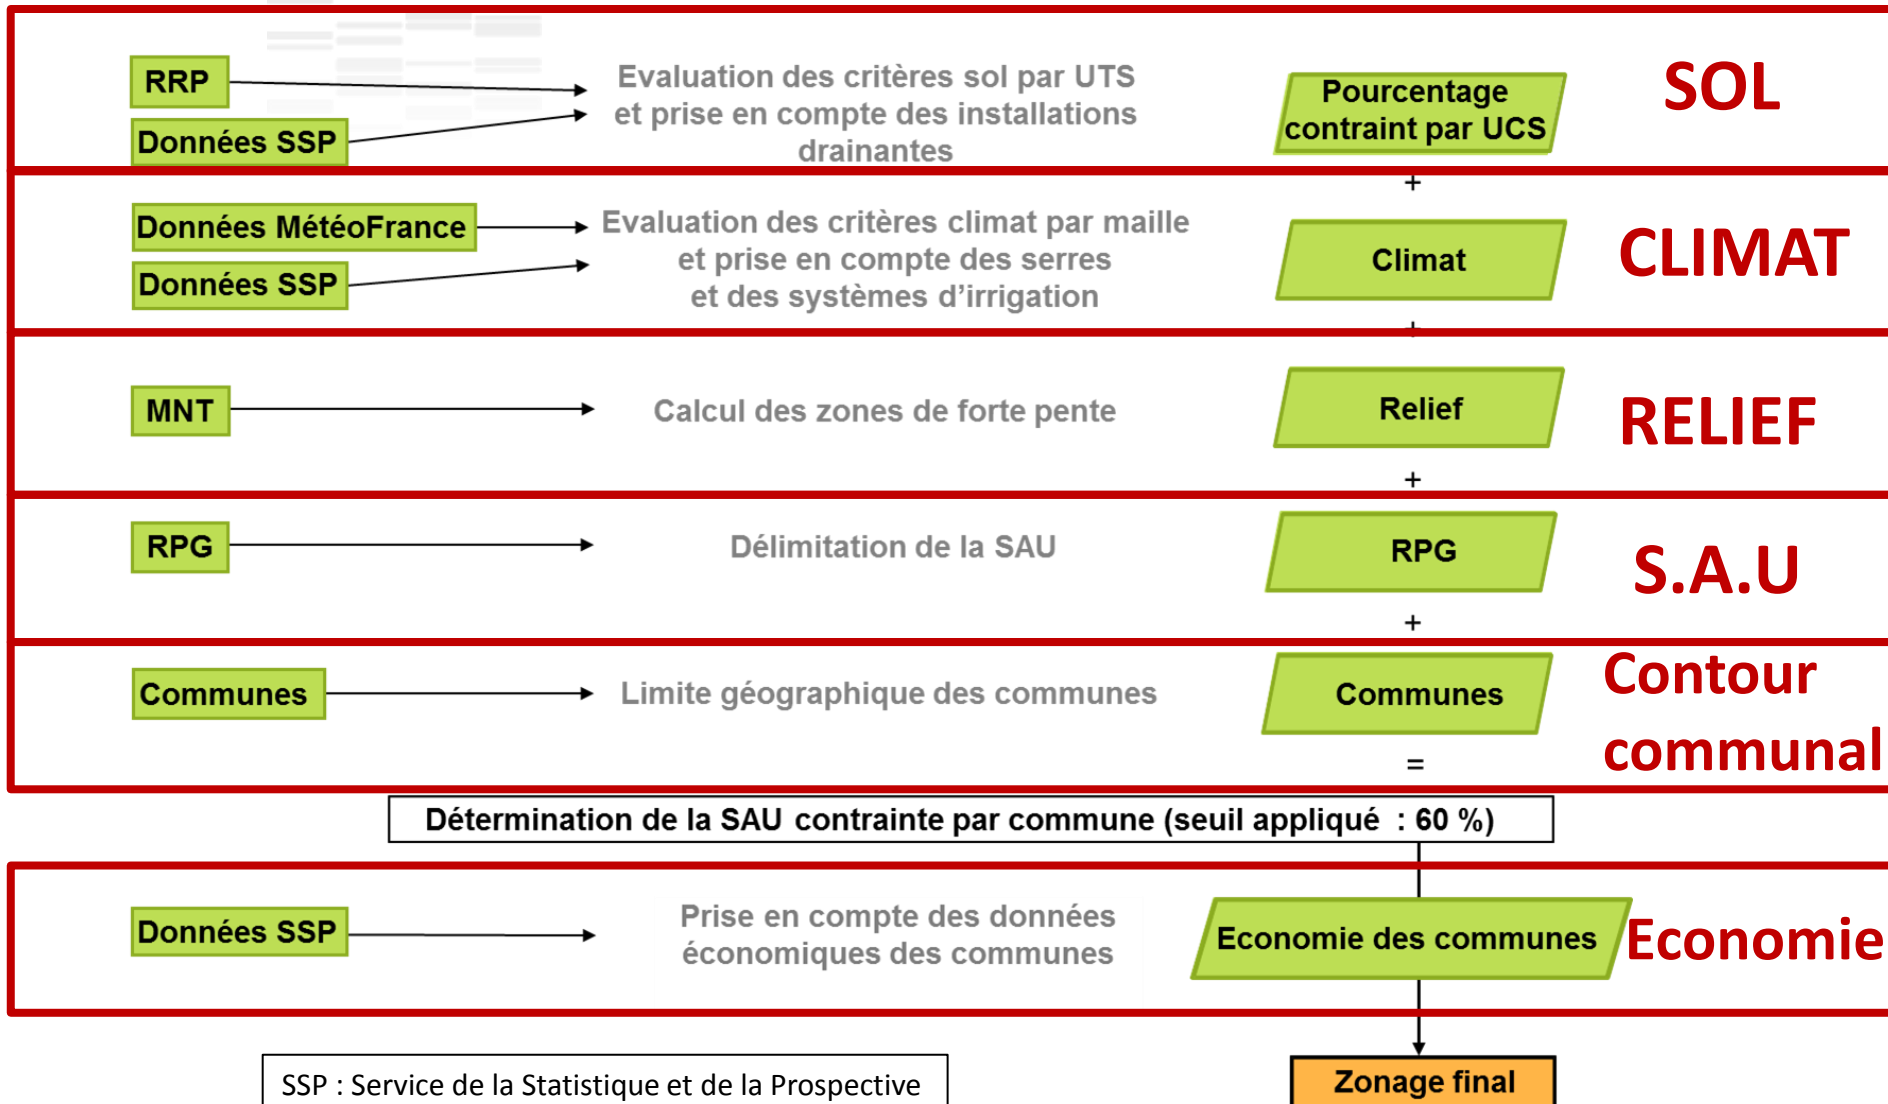 RRP
Données SSP
Evaluation des critères sol par UTS
et prise en compte des installations
drainantes
Pourcentage
contraint par UCS
SOL
+
Données MétéoFrance
Données SSP
Evaluation des critères climat par maille
et prise en compte des serres
et des systèmes d'irrigation
Climat
CLIMAT
+
MNT
Calcul des zones de forte pente
Relief
RELIEF
+
RPG
Délimitation de la SAU
RPG
S.A.U
+
Communes
Limite géographique des communes
Communes
Contour
communal
=
Détermination de la SAU contrainte par commune (seuil appliqué : 60 %)
Données SSP
Prise en compte des données
économiques des communes
Economie des communes
Economie
SSP : Service de la Statistique et de la Prospective
Zonage final